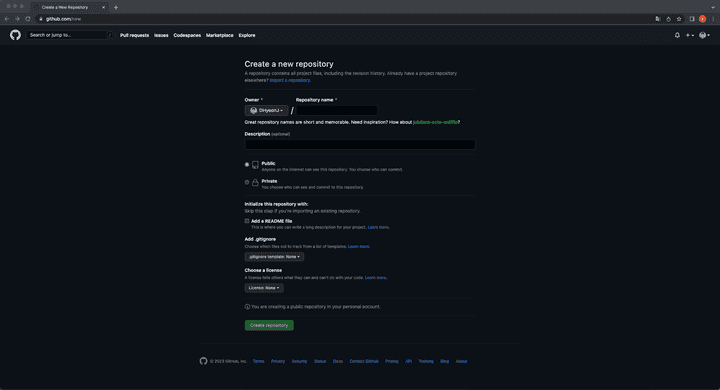 Create a New Repository
github.com/new
Search or jump to...
/
Pull requests Issues Codespaces Marketplace Explore
Create a new repository
A repository contains all project files, including the revision history. Already have a project repository
elsewhere? Import a repository.
Owner * Repository name *
DHysonJ /
Great repository names are short and memorable. Need inspiration? How about
?
Description (optional)
Public
Anyone on the internet can see this repository. You choose who can commit.
Private
You choose who can see and commit to this repository.
Initialize this repository with:
Skip this step if you're importing an existing repository.
Add a README file
This is where you can write a long description for your project. Learn more.
Add .gitignore
Choose which files not to track from a list of templates. Learn more.
.gitignore template: None
Choose a license
A license tells others what they can and can't do with your code. Learn more.
License: None
You are creating a public repository in your personal account.
Create repository
© 2023 GitHub, Inc. Terms Privacy Security Status Docs Contact GitHub Pricing API Training Blog About